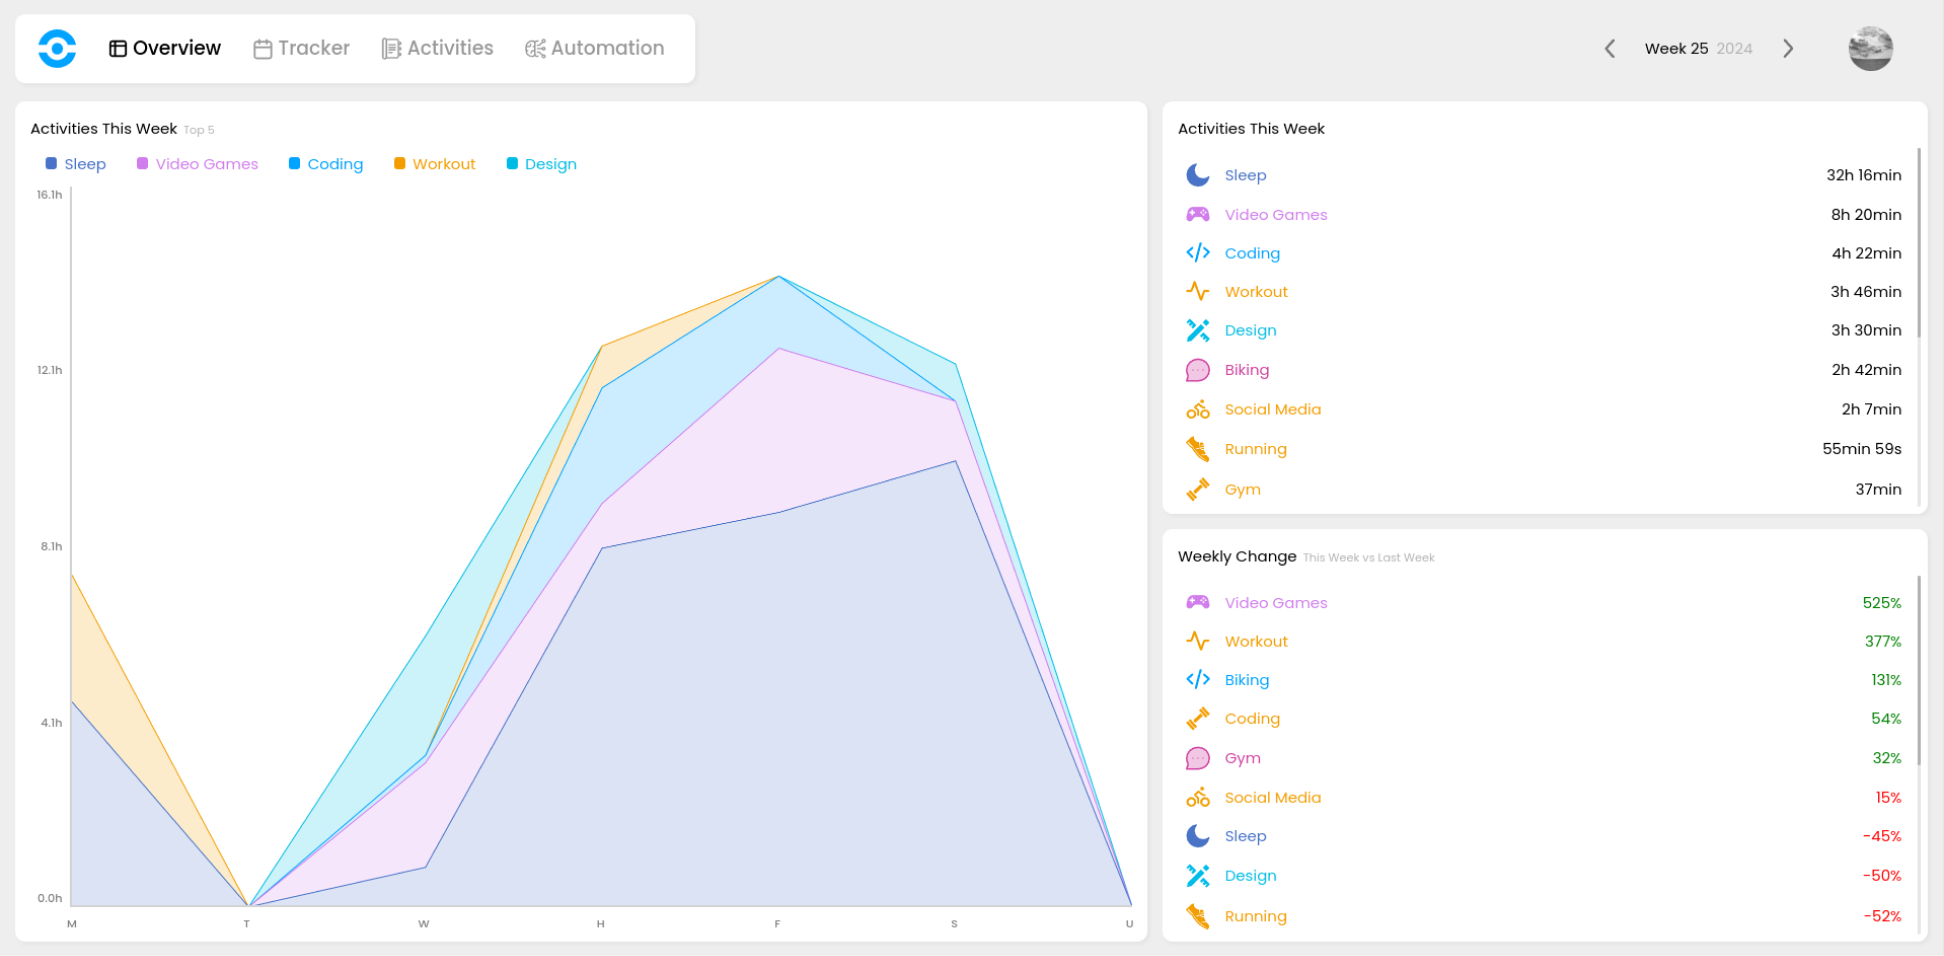 Overview Tracker Activities Automation
Week 25 2024
Activities This Week Top 5
Sleep Video Games Coding Workout Design
16.1h
12.1h
8.1h
4.1h
0.0h
M T W H F S U
Activities This Week
Sleep 32h 16min
Video Games 8h 20min
Coding 4h 22min
Workout 3h 46min
Design 3h 30min
Biking 2h 42min
Social Media 2h 7min
Running 55min 59s
Gym 37min
Weekly Change This Week vs Last Week
Video Games 525%
Workout 377%
Biking 131%
Coding 54%
Gym 32%
Social Media 15%
Sleep -45%
Design -50%
Running -52%